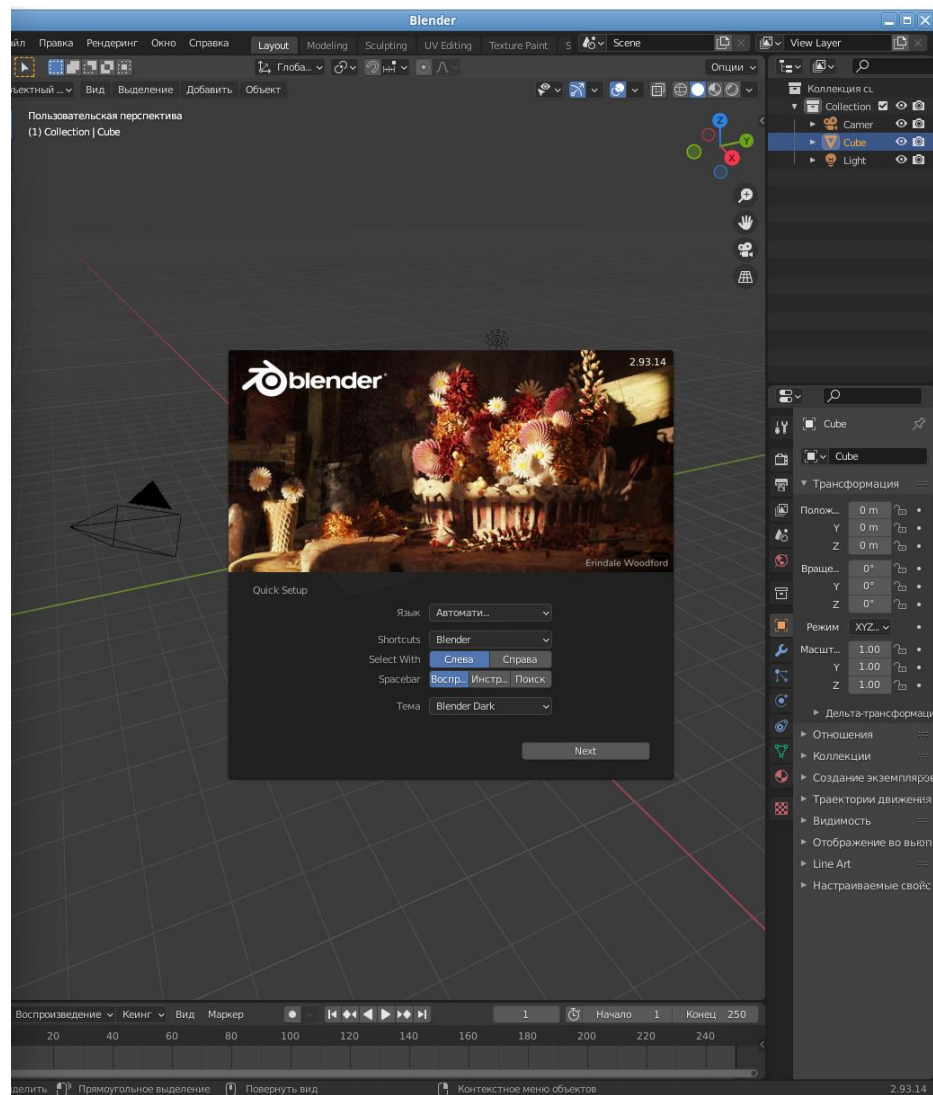 Blender
йл Правка Рендеринг Окно Справка Layout Modeling Sculpting UV Editing Texture Paint S Scene View Layer
Глоба... Опции
ъектный ... Вид Выделение Добавить Объект
Пользовательская перспектива
(1) Collection | Cube
Z
Y
X
Коллекция сц
Collection
Camer
Cube
Light
blender
2.93.14
Erindale Woodford
Quick Setup
Язык Автомати...
Shortcuts Blender
Select With Слева Справа
Spacebar Воспр... Инстр... Поиск
Тема Blender Dark
Next
Cube
Cube
Трансформация
Полож... 0 m
Y 0 m
Z 0 m
Враще... 0°
Y 0°
Z 0°
Режим XYZ...
Масшт... 1.00
Y 1.00
Z 1.00
Дельта-трансформаци
Отношения
Коллекции
Создание экземпляров
Траектории движения
Видимость
Отображение во вьюп
Line Art
Настраиваемые свойс
Воспроизведение Кеинг Вид Маркер 1 Начало 1 Конец 250
20 40 60 80 100 120 140 160 180 200 220 240
делить Прямоугольное выделение Повернуть вид Контекстное меню объектов 2.93.14